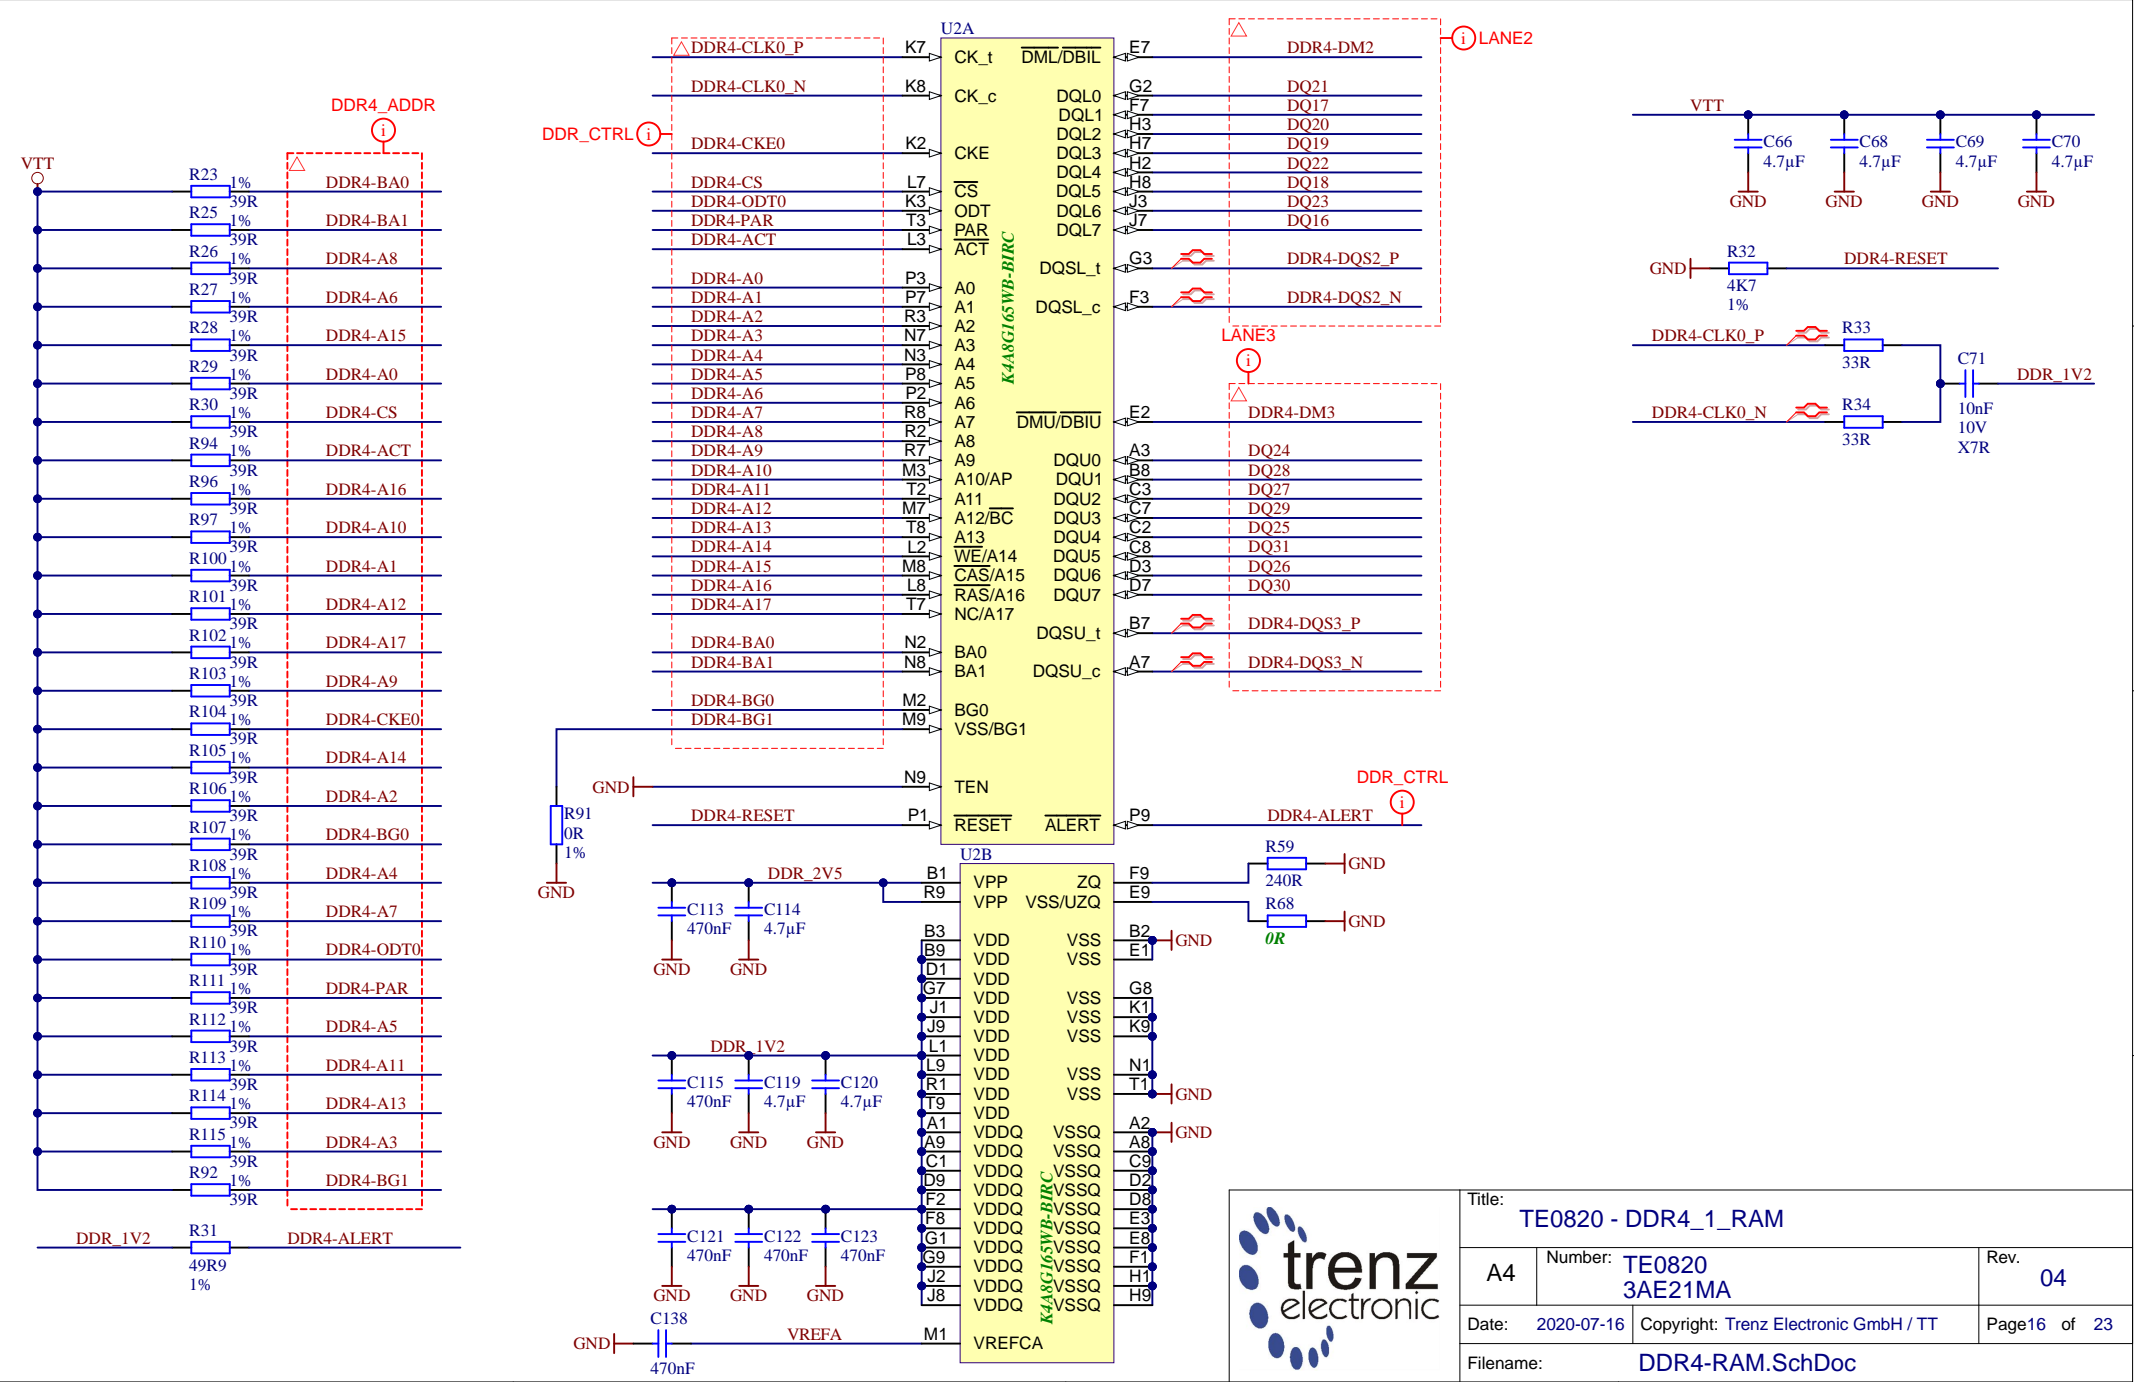 DDR4_ADDR
VTT
R23 1% 39R DDR4-BA0
R25 1% 39R DDR4-BA1
R26 1% 39R DDR4-A8
R27 1% 39R DDR4-A6
R28 1% 39R DDR4-A15
R29 1% 39R DDR4-A0
R30 1% 39R DDR4-CS
R94 1% 39R DDR4-ACT
R96 1% 39R DDR4-A16
R97 1% 39R DDR4-A10
R100 1% 39R DDR4-A1
R101 1% 39R DDR4-A12
R102 1% 39R DDR4-A17
R103 1% 39R DDR4-A9
R104 1% 39R DDR4-CKE0
R105 1% 39R DDR4-A14
R106 1% 39R DDR4-A2
R107 1% 39R DDR4-BG0
R108 1% 39R DDR4-A4
R109 1% 39R DDR4-A7
R110 1% 39R DDR4-ODT0
R111 1% 39R DDR4-PAR
R112 1% 39R DDR4-A5
R113 1% 39R DDR4-A11
R114 1% 39R DDR4-A13
R115 1% 39R DDR4-A3
R92 1% 39R DDR4-BG1
DDR_1V2 R31 DDR4-ALERT
49R9
1%
U2A
DDR_CTRL i
DDR4-CLK0_P K7 CK_t
DDR4-CLK0_N K8 CK_c
DDR4-CKE0 K2 CKE
DDR4-CS L7 CS
DDR4-ODT0 K3 ODT
DDR4-PAR T3 PAR
DDR4-ACT L3 ACT
DDR4-A0 P3 A0
DDR4-A1 P7 A1
DDR4-A2 R3 A2
DDR4-A3 N7 A3
DDR4-A4 N3 A4
DDR4-A5 P8 A5
DDR4-A6 P2 A6
DDR4-A7 R8 A7
DDR4-A8 R2 A8
DDR4-A9 R7 A9
DDR4-A10 M3 A10/AP
DDR4-A11 T2 A11
DDR4-A12 M7 A12/BC
DDR4-A13 T8 A13
DDR4-A14 L2 WE/A14
DDR4-A15 M8 CAS/A15
DDR4-A16 L8 RAS/A16
DDR4-A17 T7 NC/A17
DDR4-BA0 N2 BA0
DDR4-BA1 N8 BA1
DDR4-BG0 M2 BG0
DDR4-BG1 M9 VSS/BG1
GND N9 TEN
DDR4-RESET P1 RESET
R91
0R
1%
GND
K4A8G165WB-BIRC
i LANE2
DML/DBIL E7 DDR4-DM2
DQL0 G2 DQ21
DQL1 F7 DQ17
DQL2 H3 DQ20
DQL3 H7 DQ19
DQL4 H2 DQ22
DQL5 H8 DQ18
DQL6 J3 DQ23
DQL7 J7 DQ16
DQSL_t G3 DDR4-DQS2_P
DQSL_c F3 DDR4-DQS2_N
LANE3
i
DMU/DBIU E2 DDR4-DM3
DQU0 A3 DQ24
DQU1 B8 DQ28
DQU2 C3 DQ27
DQU3 C7 DQ29
DQU4 C2 DQ25
DQU5 C8 DQ31
DQU6 D3 DQ26
DQU7 D7 DQ30
DQSU_t B7 DDR4-DQS3_P
DQSU_c A7 DDR4-DQS3_N
DDR_CTRL
i
ALERT P9 DDR4-ALERT
U2B
DDR_2V5 B1 VPP
R9 VPP
C113 470nF GND
C114 4.7µF GND
ZQ F9 R59 240R GND
VSS/UZQ E9 R68 0R GND
B3 VDD
B9 VDD
D1 VDD
G7 VDD
J1 VDD
J9 VDD
L1 VDD
L9 VDD
R1 VDD
T9 VDD
A1 VDDQ
A9 VDDQ
C1 VDDQ
D9 VDDQ
F2 VDDQ
F8 VDDQ
G1 VDDQ
G9 VDDQ
J2 VDDQ
J8 VDDQ
VREFA M1 VREFCA
DDR_1V2
C115 470nF GND
C119 4.7µF GND
C120 4.7µF GND
C121 470nF GND
C122 470nF GND
C123 470nF GND
GND C138 470nF
VSS B2 GND
VSS E1
VSS G8
VSS K1
VSS K9
VSS N1
VSS T1 GND
VSSQ A2 GND
VSSQ A8
VSSQ C9
VSSQ D2
VSSQ D8
VSSQ E3
VSSQ E8
VSSQ F1
VSSQ H1
VSSQ H9
K4A8G165WB-BIRC
VTT
C66 4.7µF GND
C68 4.7µF GND
C69 4.7µF GND
C70 4.7µF GND
GND R32 DDR4-RESET
4K7
1%
DDR4-CLK0_P R33
33R
C71 DDR_1V2
DDR4-CLK0_N R34
33R
10nF
10V
X7R
trenz
electronic
Title:
TE0820 - DDR4_1_RAM
A4 Number: TE0820
3AE21MA
Rev.
04
Date: 2020-07-16 Copyright: Trenz Electronic GmbH / TT Page16 of 23
Filename: DDR4-RAM.SchDoc